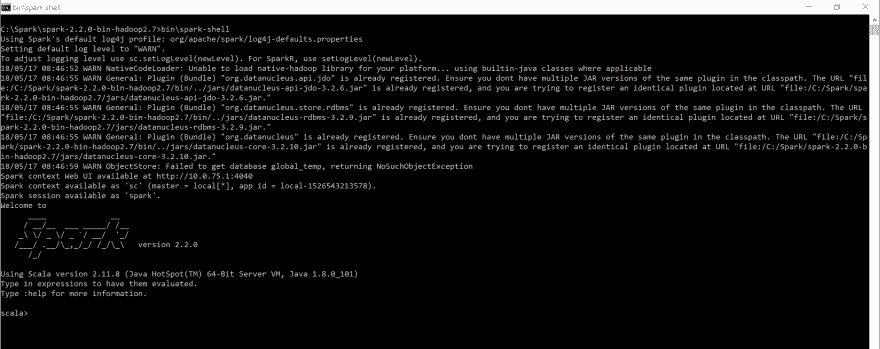 bin\spark-shell
C:\Spark\spark-2.2.0-bin-hadoop2.7>bin\spark-shell
Using Spark's default log4j profile: org/apache/spark/log4j-defaults.properties
Setting default log level to "WARN".
To adjust logging level use sc.setLogLevel(newLevel). For SparkR, use setLogLevel(newLevel).
18/05/17 08:46:52 WARN NativeCodeLoader: Unable to load native-hadoop library for your platform... using builtin-java classes where applicable
18/05/17 08:46:55 WARN General: Plugin (Bundle) "org.datanucleus.api.jdo" is already registered. Ensure you dont have multiple JAR versions of the same plugin in the classpath. The URL "fil
e:/C:/Spark/spark-2.2.0-bin-hadoop2.7/bin/../jars/datanucleus-api-jdo-3.2.6.jar" is already registered, and you are trying to register an identical plugin located at URL "file:/C:/Spark/spa
rk-2.2.0-bin-hadoop2.7/jars/datanucleus-api-jdo-3.2.6.jar."
18/05/17 08:46:55 WARN General: Plugin (Bundle) "org.datanucleus.store.rdbms" is already registered. Ensure you dont have multiple JAR versions of the same plugin in the classpath. The URL
"file:/C:/Spark/spark-2.2.0-bin-hadoop2.7/bin/../jars/datanucleus-rdbms-3.2.9.jar" is already registered, and you are trying to register an identical plugin located at URL "file:/C:/Spark/s
park-2.2.0-bin-hadoop2.7/jars/datanucleus-rdbms-3.2.9.jar."
18/05/17 08:46:55 WARN General: Plugin (Bundle) "org.datanucleus" is already registered. Ensure you dont have multiple JAR versions of the same plugin in the classpath. The URL "file:/C:/Sp
ark/spark-2.2.0-bin-hadoop2.7/bin/../jars/datanucleus-core-3.2.10.jar" is already registered, and you are trying to register an identical plugin located at URL "file:/C:/Spark/spark-2.2.0-b
in-hadoop2.7/jars/datanucleus-core-3.2.10.jar."
18/05/17 08:46:59 WARN ObjectStore: Failed to get database global_temp, returning NoSuchObjectException
Spark context Web UI available at http://10.0.75.1:4040
Spark context available as 'sc' (master = local[*], app id = local-1526543213578).
Spark session available as 'spark'.
Welcome to
Spark
version 2.2.0
Using Scala version 2.11.8 (Java HotSpot(TM) 64-Bit Server VM, Java 1.8.0_101)
Type in expressions to have them evaluated.
Type :help for more information.
scala>